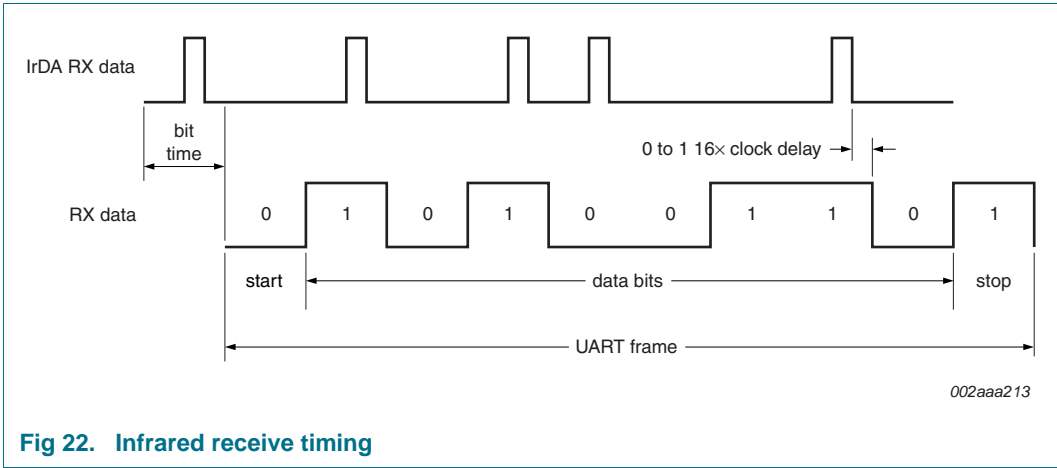 IrDA RX data
bit
time
0 to 1 16× clock delay
RX data
0 1 0 1 0 0 1 1 0 1
start data bits stop
UART frame
002aaa213
Fig 22. Infrared receive timing